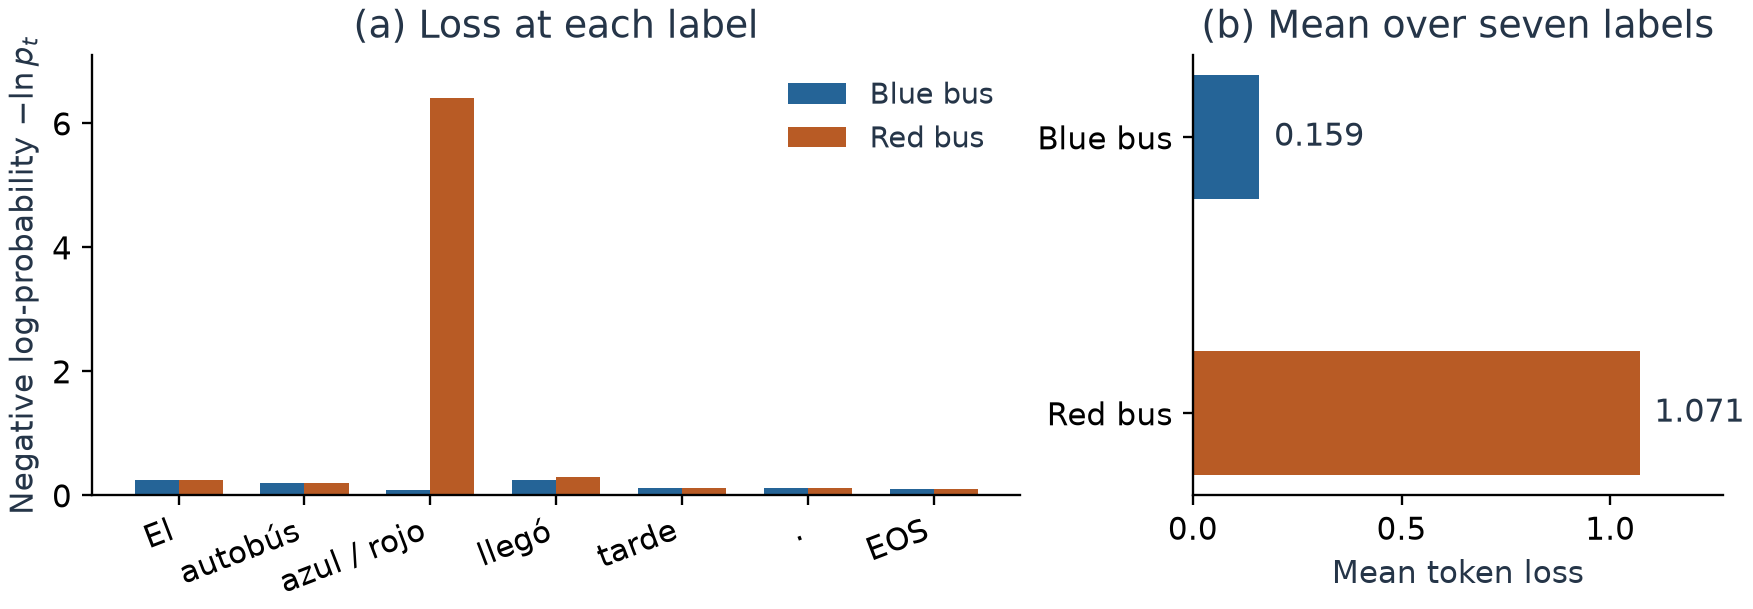 (a) Loss at each label
Negative log-probability −ln pₜ
6
4
2
0
Blue bus
Red bus
El
autobús
azul / rojo
llegó
tarde
.
EOS
(b) Mean over seven labels
Blue bus
0.159
Red bus
1.071
0.0
0.5
1.0
Mean token loss